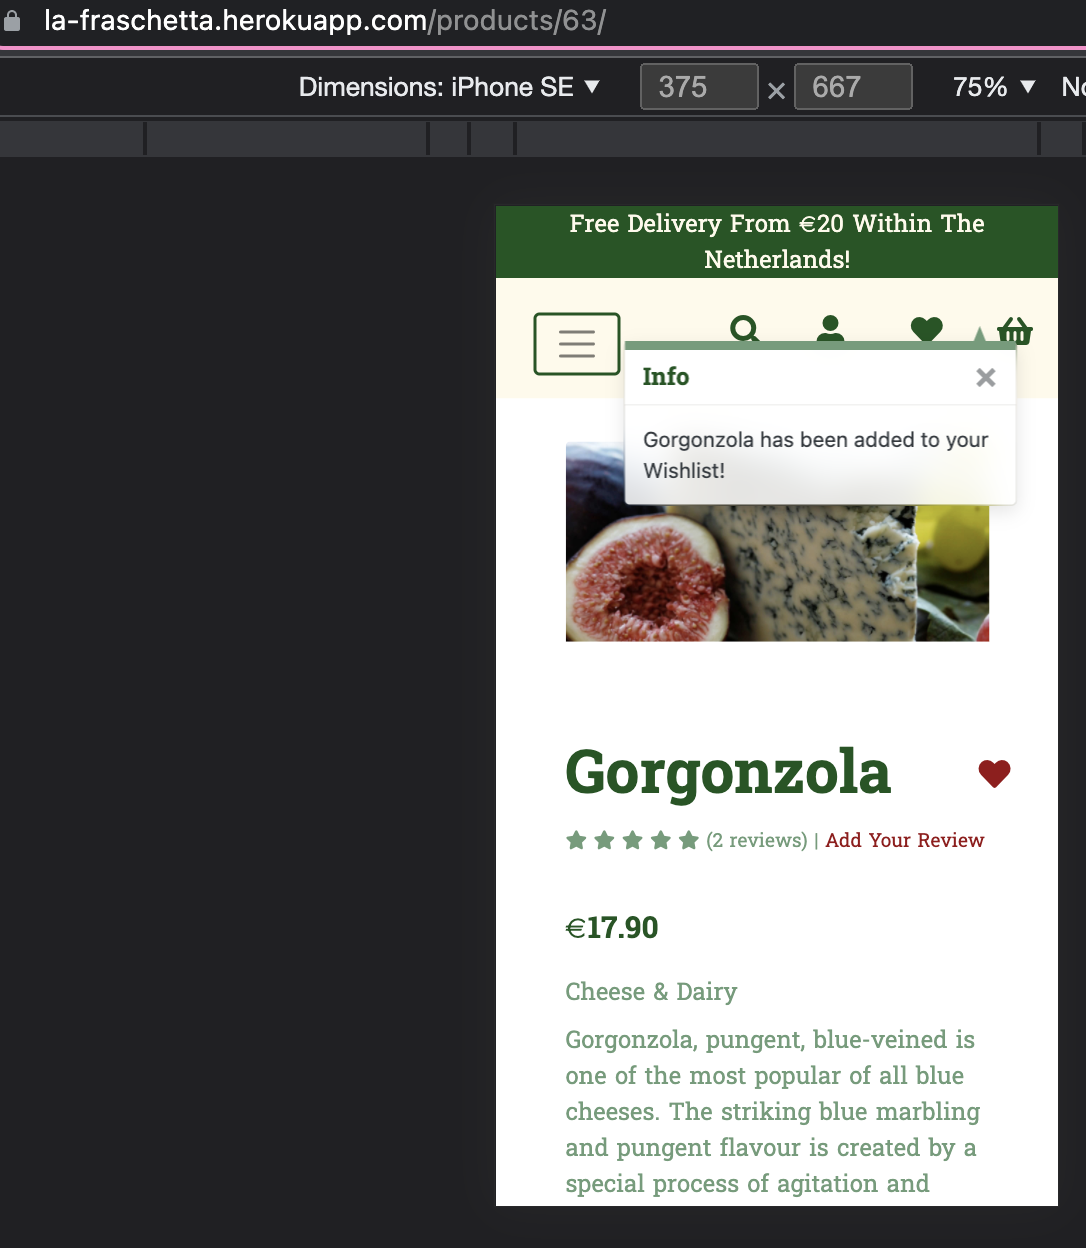 la-fraschetta.herokuapp.com/products/63/
Dimensions: iPhone SE ▼ 375 × 667 75% ▼
Free Delivery From €20 Within The
Netherlands!
Info ×
Gorgonzola has been added to your
Wishlist!
Gorgonzola
(2 reviews) | Add Your Review
€17.90
Cheese & Dairy
Gorgonzola, pungent, blue-veined is
one of the most popular of all blue
cheeses. The striking blue marbling
and pungent flavour is created by a
special process of agitation and